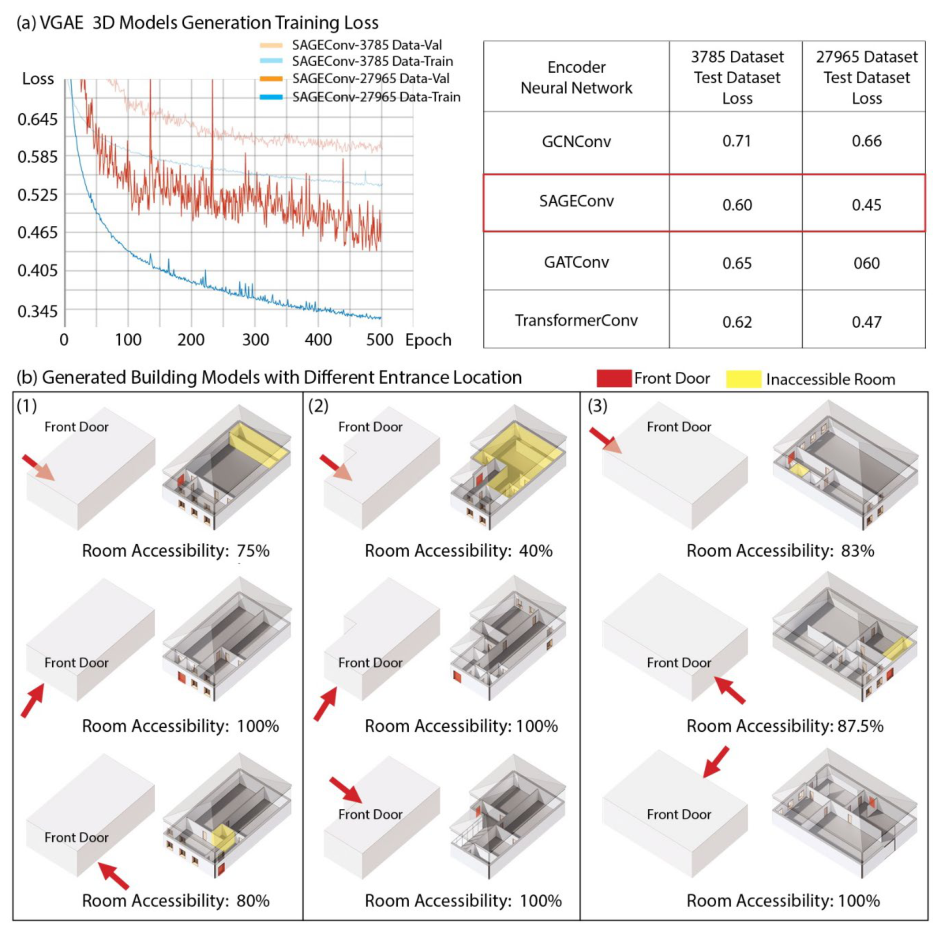 (a) VGAE 3D Models Generation Training Loss
SAGEConv-3785 Data-Val
SAGEConv-3785 Data-Train
SAGEConv-27965 Data-Val
SAGEConv-27965 Data-Train
Loss
0.645
0.585
0.525
0.465
0.405
0.345
0 100 200 300 400 500 Epoch
Encoder
Neural Network
3785 Dataset
Test Dataset
Loss
27965 Dataset
Test Dataset
Loss
GCNConv 0.71 0.66
SAGEConv 0.60 0.45
GATConv 0.65 060
TransformerConv 0.62 0.47
(b) Generated Building Models with Different Entrance Location
Front Door
Inaccessible Room
(1)
Front Door
Room Accessibility: 75%
Front Door
Room Accessibility: 100%
Front Door
Room Accessibility: 80%
(2)
Front Door
Room Accessibility: 40%
Front Door
Room Accessibility: 100%
Front Door
Room Accessibility: 100%
(3)
Front Door
Room Accessibility: 83%
Front Door
Room Accessibility: 87.5%
Front Door
Room Accessibility: 100%